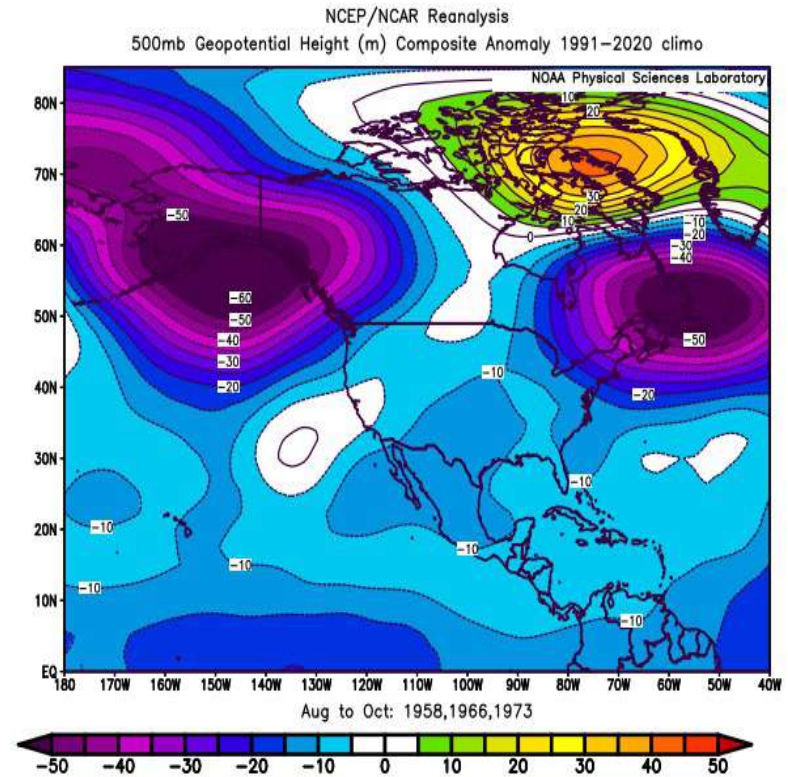 NCEP/NCAR Reanalysis
500mb Geopotential Height (m) Composite Anomaly 1991-2020 climo
NOAA Physical Sciences Laboratory
80N
70N
60N
50N
40N
30N
20N
10N
EQ
10
20
30
20
10
0
-10
-20
-30
-40
-50
-60
-50
-40
-30
-20
-50
-10
-20
-10
-10
-10
-10
-10
-10
180 170W 160W 150W 140W 130W 120W 110W 100W 90W 80W 70W 60W 50W 40W
Aug to Oct: 1958,1966,1973
-50 -40 -30 -20 -10 0 10 20 30 40 50